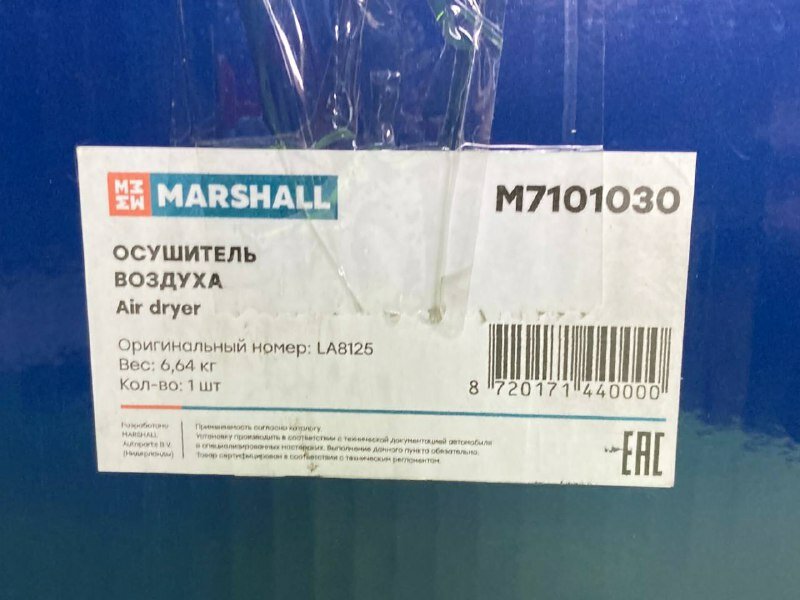 MARSHALL
M7101030
ОСУШИТЕЛЬ
ВОЗДУХА
Air dryer
Оригинальный номер: LA8125
Вес: 6,64 кг
Кол-во: 1 шт
8 720171 440000
Разработано
MARSHALL
Autoparts B.V.
(Нидерланды)
Применяемость согласно каталогу.
Установку производить в соответствии с технической документацией автомобиля
в специализированных мастерских. Выполнение данного пункта обязательно.
Товар сертифицирован в соответствии с техническим регламентом.
EAC